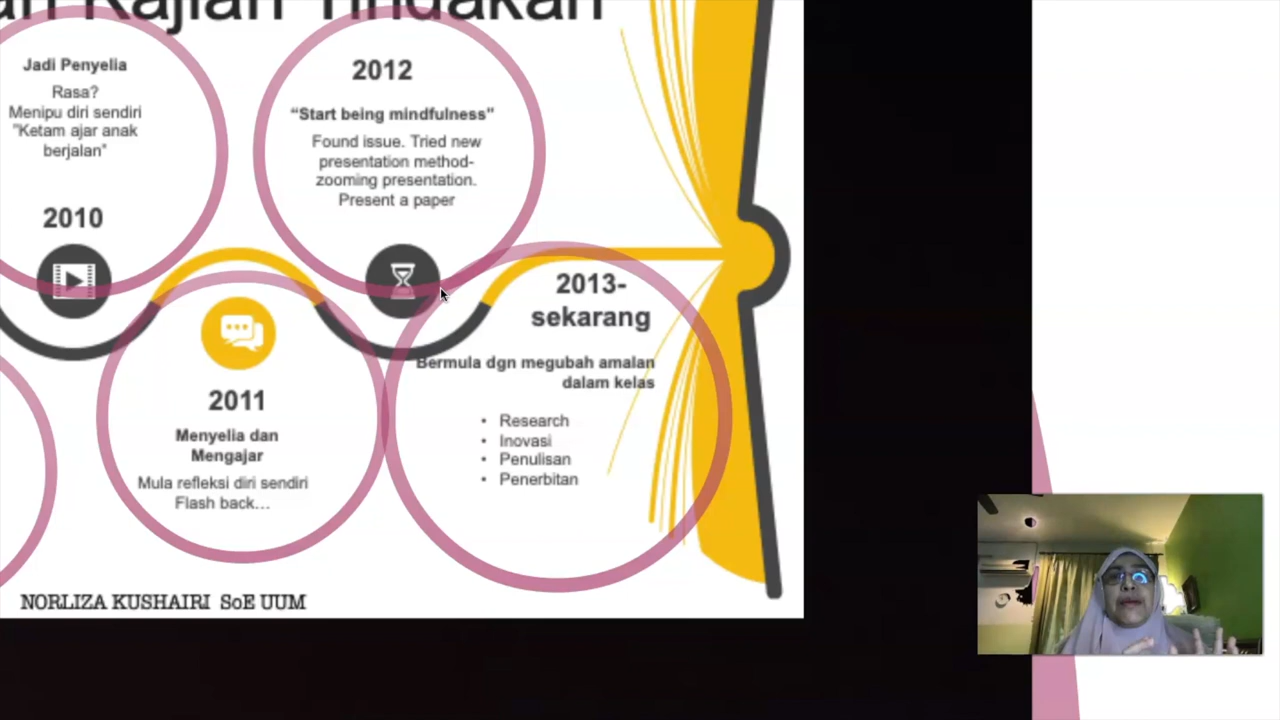 Kajian Tindakan
Jadi Penyelia
Rasa?
Menipu diri sendiri
"Ketam ajar anak
berjalan"
2010
2012
“Start being mindfulness”
Found issue. Tried new
presentation method-
zooming presentation.
Present a paper
2011
Menyelia dan
Mengajar
Mula refleksi diri sendiri
Flash back…
2013-
sekarang
Bermula dgn megubah amalan
dalam kelas
• Research
• Inovasi
• Penulisan
• Penerbitan
NORLIZA KUSHAIRI SoE UUM